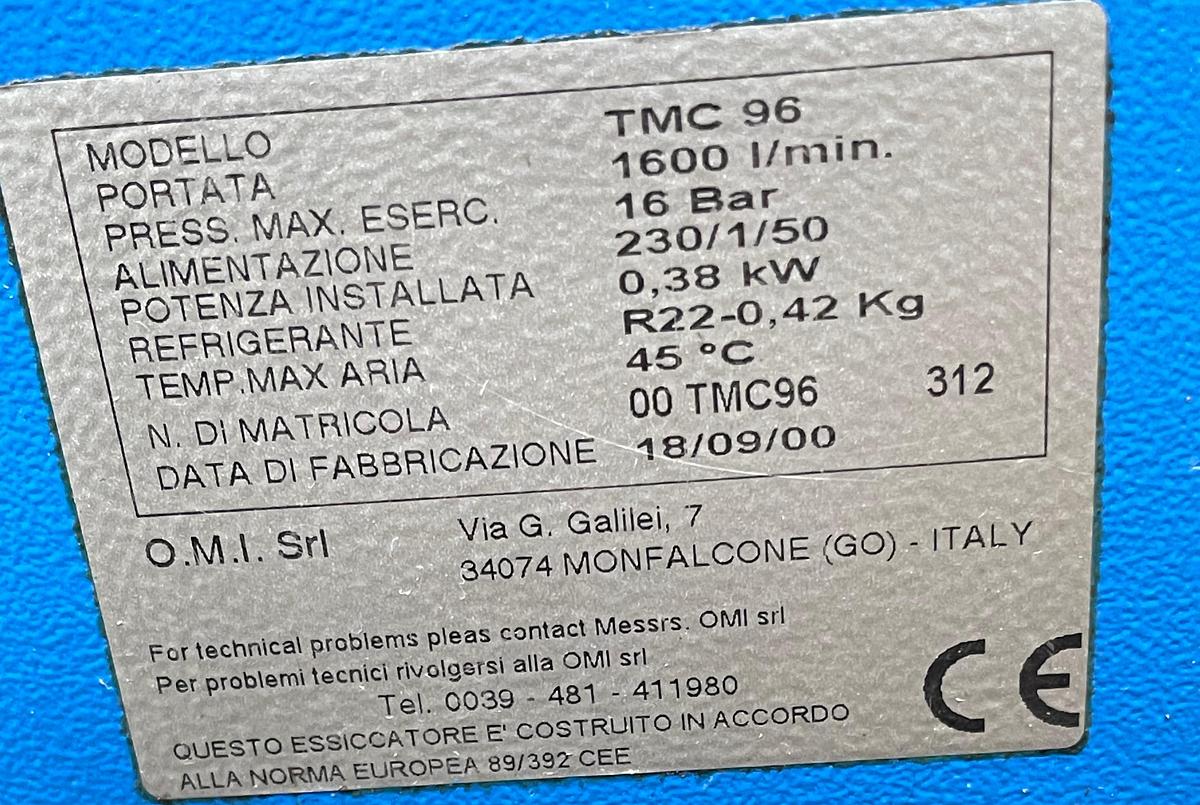 MODELLO TMC 96
PORTATA 1600 l/min.
PRESS. MAX. ESERC. 16 Bar
ALIMENTAZIONE 230/1/50
POTENZA INSTALLATA 0,38 kW
REFRIGERANTE R22-0,42 Kg
TEMP.MAX ARIA 45 °C
N. Di MATRICOLA 00 TMC96 312
DATA DI FABBRICAZIONE 18/09/00
O.M.I. Srl Via G. Galilei, 7
34074 MONFALCONE (GO) - ITALY
For technical problems pleas contact Messrs. OMI srl
Per problemi tecnici rivolgersi alla OMI srl
Tel. 0039 - 481 - 411980
QUESTO ESSICCATORE E' COSTRUITO IN ACCORDO
ALLA NORMA EUROPEA 89/392 CEE
CE